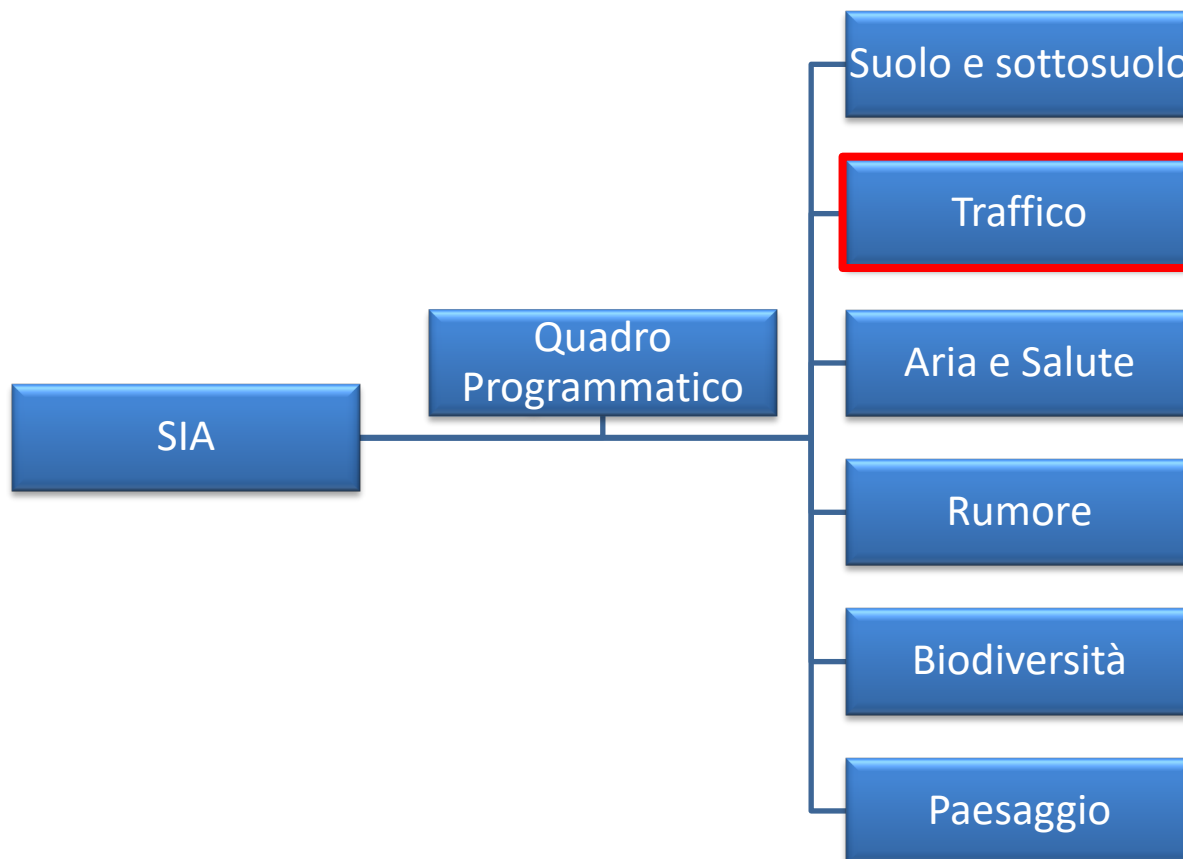 Suolo e sottosuolo
Traffico
Aria e Salute
Quadro
Programmatico
SIA
Rumore
Biodiversità
Paesaggio